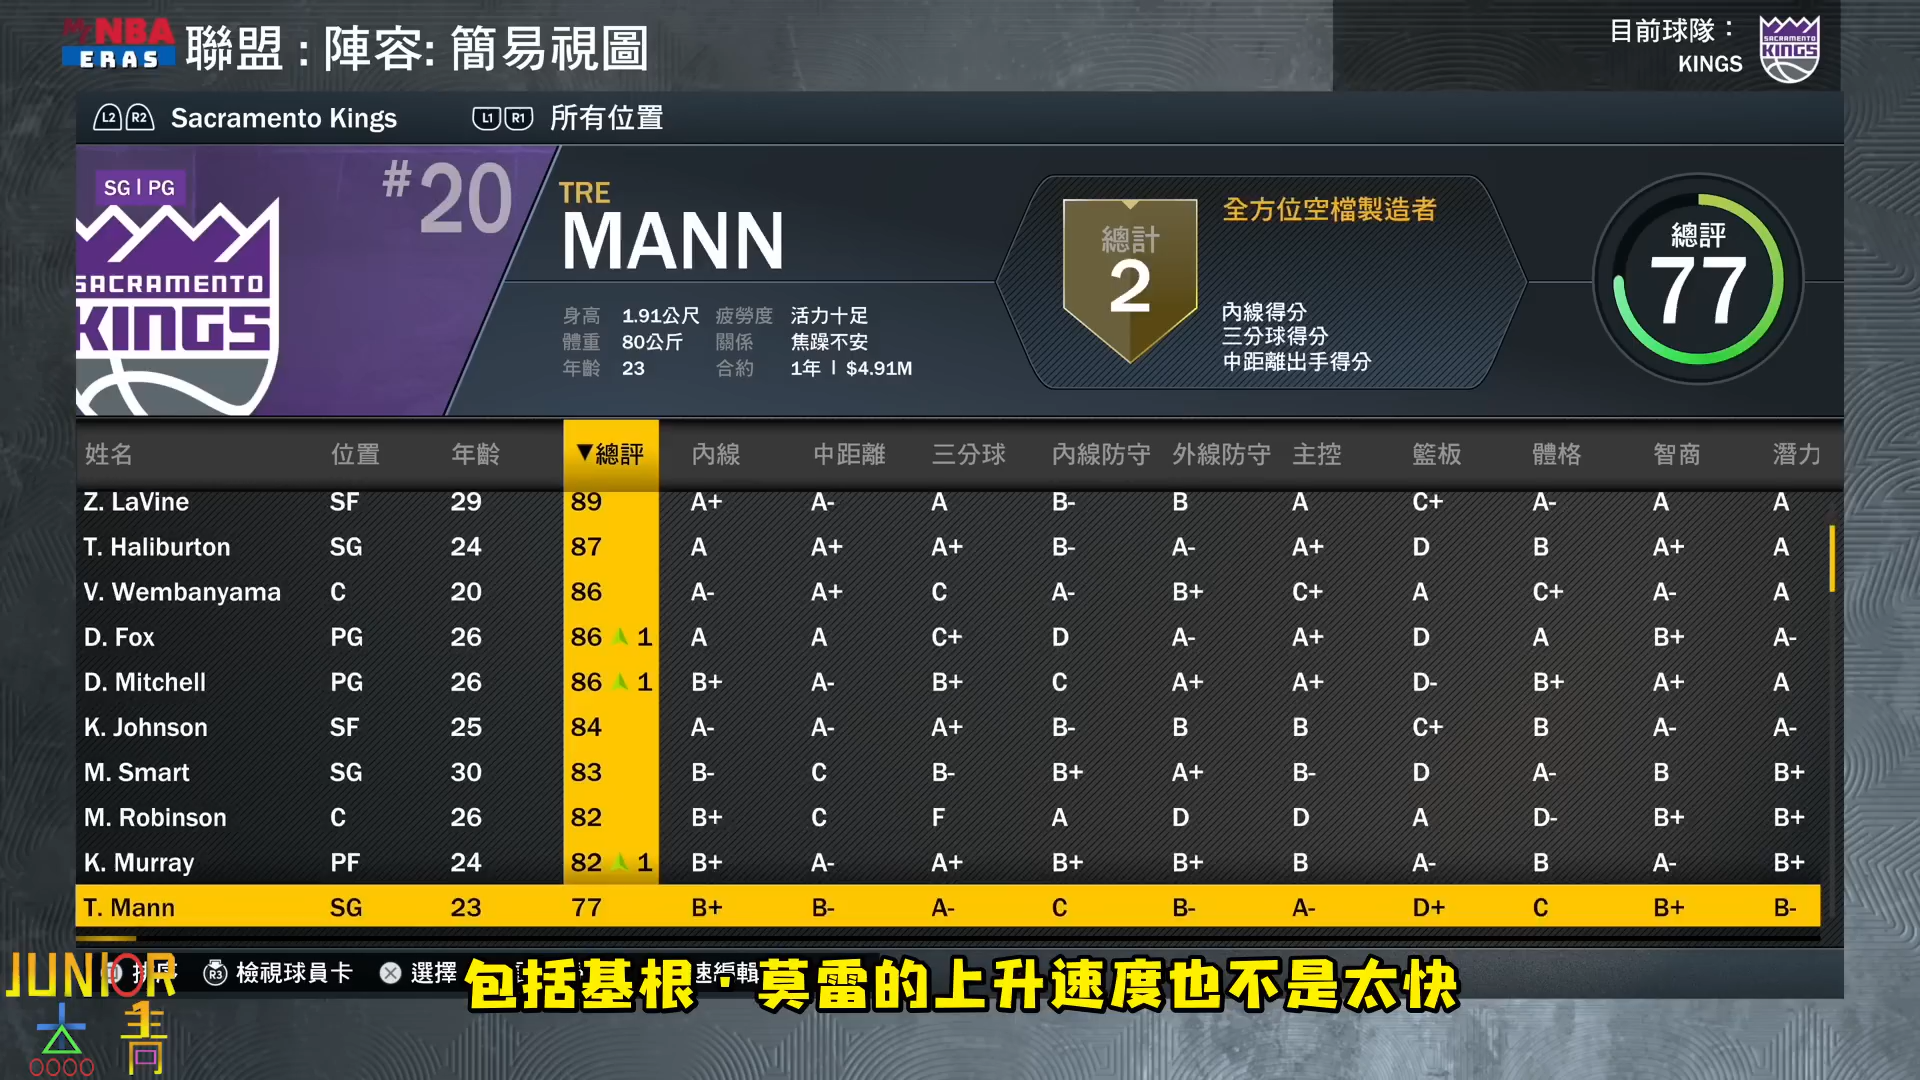 MyNBA ERAS 聯盟 : 陣容: 簡易視圖
目前球隊：
KINGS
SACRAMENTO KINGS
L2 R2 Sacramento Kings L1 R1 所有位置
SG | PG
#20
SACRAMENTO
KINGS
TRE
MANN
身高 1.91公尺 疲勞度 活力十足
體重 80公斤 關係 焦躁不安
年齡 23 合約 1年 | $4.91M
總計
2
全方位空檔製造者
內線得分
三分球得分
中距離出手得分
總評
77
姓名 位置 年齡 ▼總評 內線 中距離 三分球 內線防守 外線防守 主控 籃板 體格 智商 潛力
Z. LaVine SF 29 89 A+ A- A B- B A C+ A- A A
T. Haliburton SG 24 87 A A+ A+ B- A- A+ D B A+ A
V. Wembanyama C 20 86 A- A+ C A- B+ C+ A C+ A- A
D. Fox PG 26 86 ▲ 1 A A C+ D A- A+ D A B+ A-
D. Mitchell PG 26 86 ▲ 1 B+ A- B+ C A+ A+ D- B+ A+ A
K. Johnson SF 25 84 A- A- A+ B- B B C+ B A- A-
M. Smart SG 30 83 B- C B- B+ A+ B- D A- B B+
M. Robinson C 26 82 B+ C F A D D A D- B+ B+
K. Murray PF 24 82 ▲ 1 B+ A- A+ B+ B+ B A- B A- B+
T. Mann SG 23 77 B+ B- A- C B- A- D+ C B+ B-
排序 R3 檢視球員卡 選擇 速編輯
包括基根·莫雷的上升速度也不是太快
JUNIOR